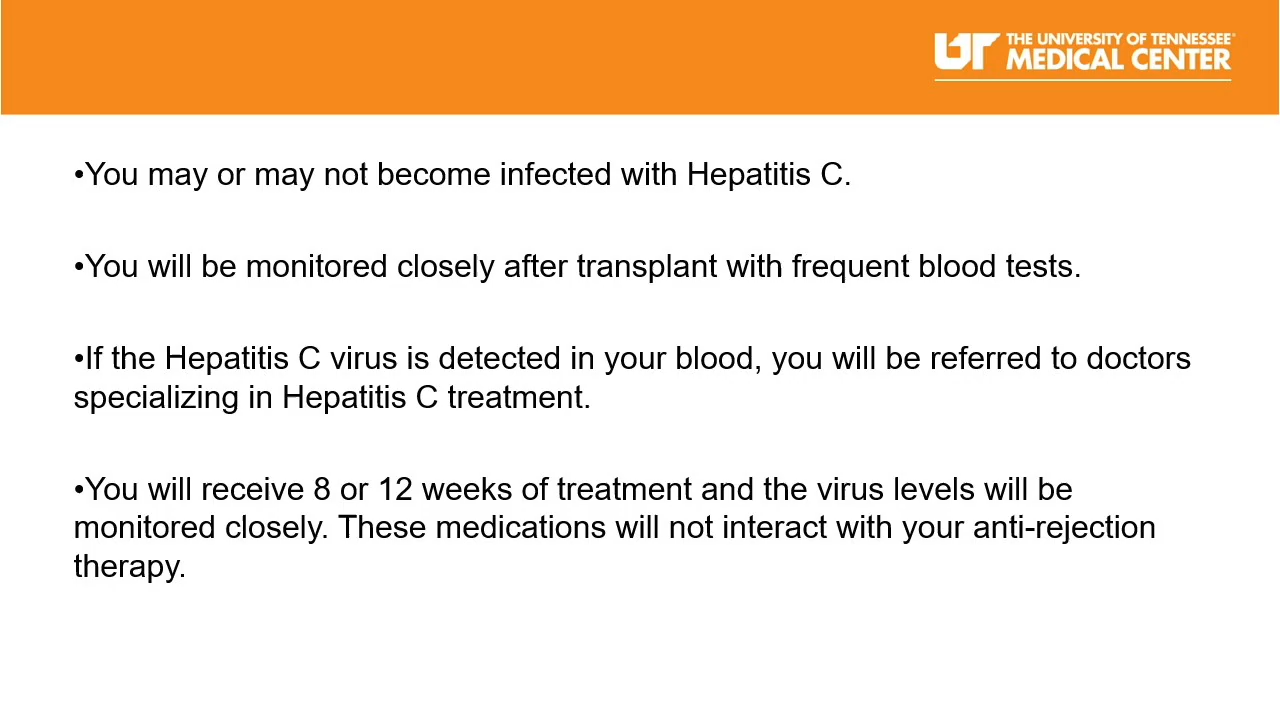 UT THE UNIVERSITY OF TENNESSEE®
MEDICAL CENTER
•You may or may not become infected with Hepatitis C.
•You will be monitored closely after transplant with frequent blood tests.
•If the Hepatitis C virus is detected in your blood, you will be referred to doctors
specializing in Hepatitis C treatment.
•You will receive 8 or 12 weeks of treatment and the virus levels will be
monitored closely. These medications will not interact with your anti-rejection
therapy.